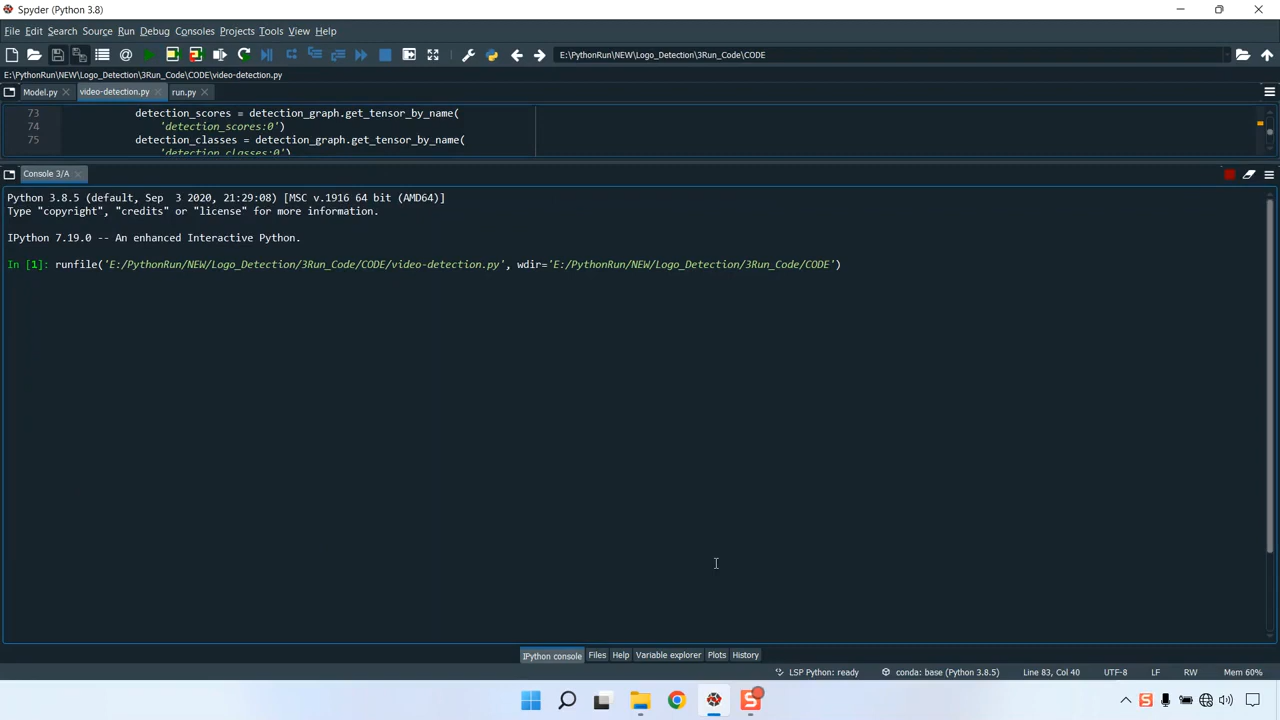 Spyder (Python 3.8)
File Edit Search Source Run Debug Consoles Projects Tools View Help
E:\PythonRun\NEW\Logo_Detection\3Run_Code\CODE
E:\PythonRun\NEW\Logo_Detection\3Run_Code\CODE\video-detection.py
Model.py video-detection.py run.py
73 detection_scores = detection_graph.get_tensor_by_name(
74 'detection_scores:0')
75 detection_classes = detection_graph.get_tensor_by_name(
'detection_classes:0')
Console 3/A
Python 3.8.5 (default, Sep  3 2020, 21:29:08) [MSC v.1916 64 bit (AMD64)]
Type "copyright", "credits" or "license" for more information.
IPython 7.19.0 -- An enhanced Interactive Python.
In [1]: runfile('E:/PythonRun/NEW/Logo_Detection/3Run_Code/CODE/video-detection.py', wdir='E:/PythonRun/NEW/Logo_Detection/3Run_Code/CODE')
IPython console Files Help Variable explorer Plots History
LSP Python: ready conda: base (Python 3.8.5) Line 83, Col 40 UTF-8 LF RW Mem 60%